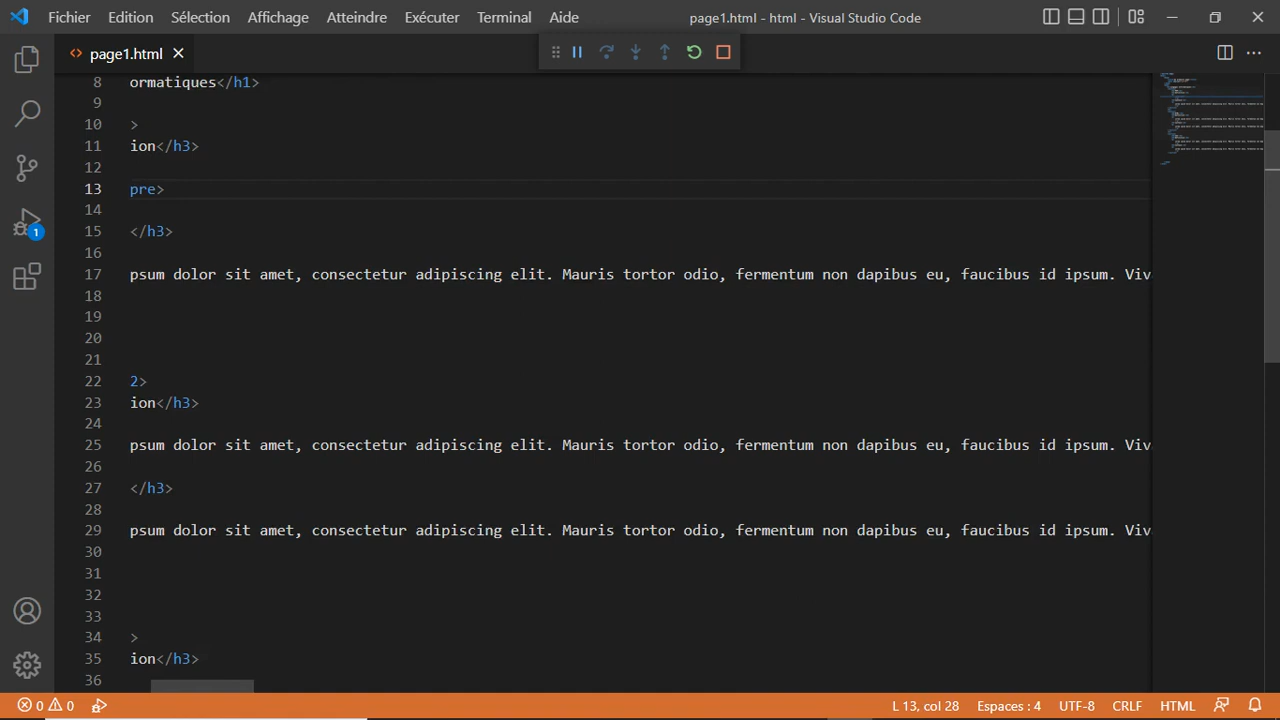 Fichier Edition Sélection Affichage Atteindre Exécuter Terminal Aide page1.html - html - Visual Studio Code
page1.html
8 ormatiques</h1>
9
10 >
11 ion</h3>
12
13 pre>
14
15 </h3>
16
17 psum dolor sit amet, consectetur adipiscing elit. Mauris tortor odio, fermentum non dapibus eu, faucibus id ipsum. Viv
18
19
20
21
22 2>
23 ion</h3>
24
25 psum dolor sit amet, consectetur adipiscing elit. Mauris tortor odio, fermentum non dapibus eu, faucibus id ipsum. Viv
26
27 </h3>
28
29 psum dolor sit amet, consectetur adipiscing elit. Mauris tortor odio, fermentum non dapibus eu, faucibus id ipsum. Viv
30
31
32
33
34 >
35 ion</h3>
36
1
0 0 L 13, col 28 Espaces : 4 UTF-8 CRLF HTML